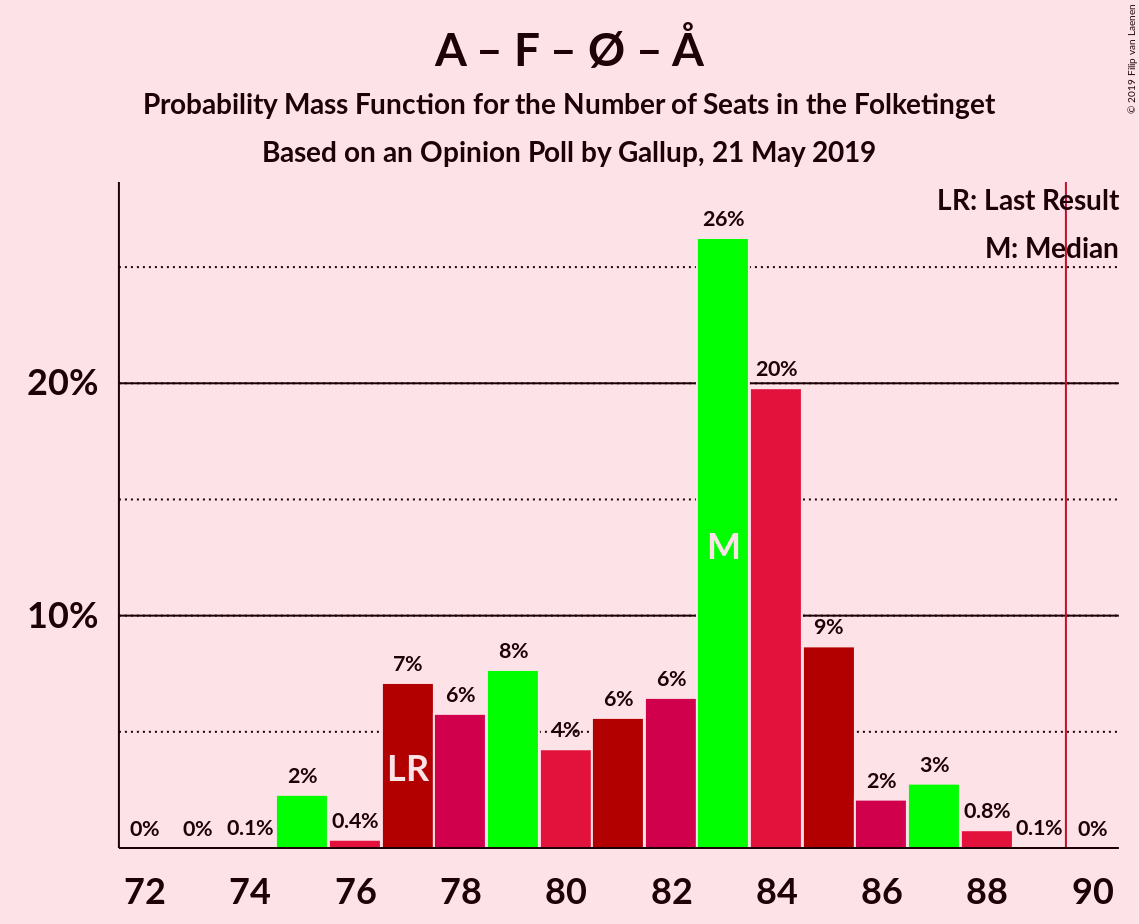 A – F – Ø – Å
Probability Mass Function for the Number of Seats in the Folketinget
Based on an Opinion Poll by Gallup, 21 May 2019
© 2019 Filip van Laenen
LR: Last Result
M: Median
20%
10%
0% 0% 0.1% 2% 0.4% 7% 6% 8% 4% 6% 6% 26% 20% 9% 2% 3% 0.8% 0.1% 0%
LR
M
72 74 76 78 80 82 84 86 88 90